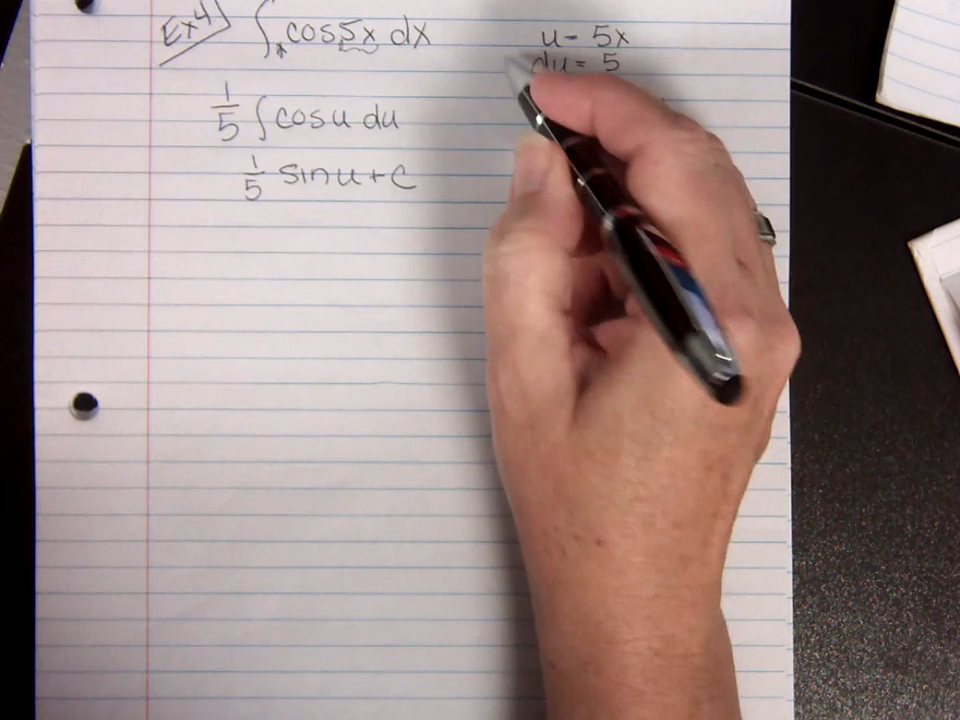 Ex 4 ∫ cos 5x dx
u = 5x
du = 5
1/5 ∫ cos u du
1/5 sin u + c